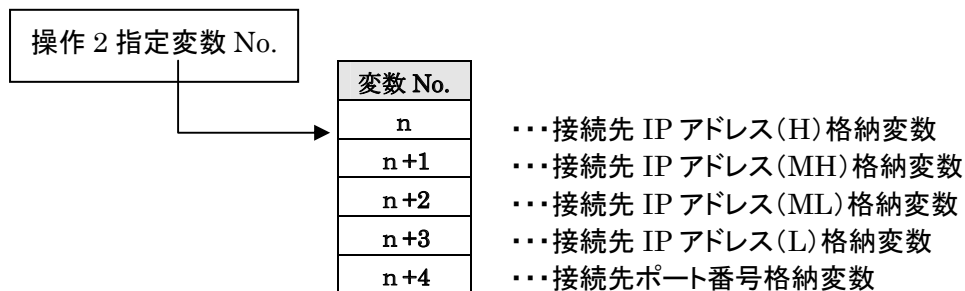 操作 2 指定変数 No.
変数 No.
n ・・・接続先 IP アドレス（H）格納変数
n+1 ・・・接続先 IP アドレス（MH）格納変数
n+2 ・・・接続先 IP アドレス（ML）格納変数
n+3 ・・・接続先 IP アドレス（L）格納変数
n+4 ・・・接続先ポート番号格納変数